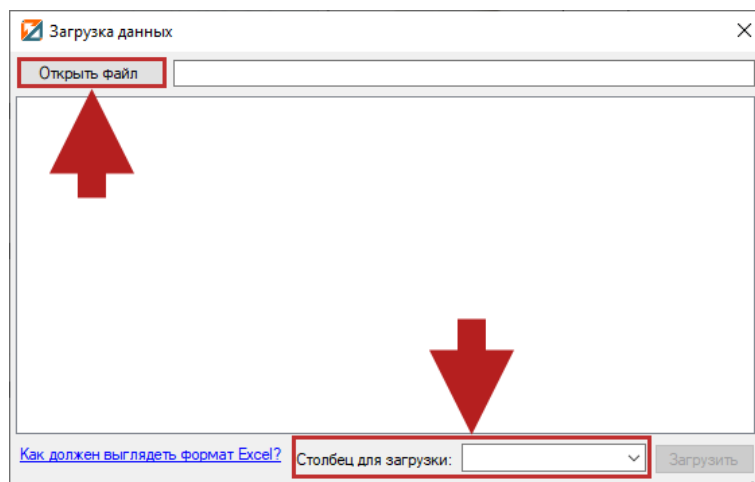 Загрузка данных
Открыть файл
Как должен выглядеть формат Excel?
Столбец для загрузки:
Загрузить